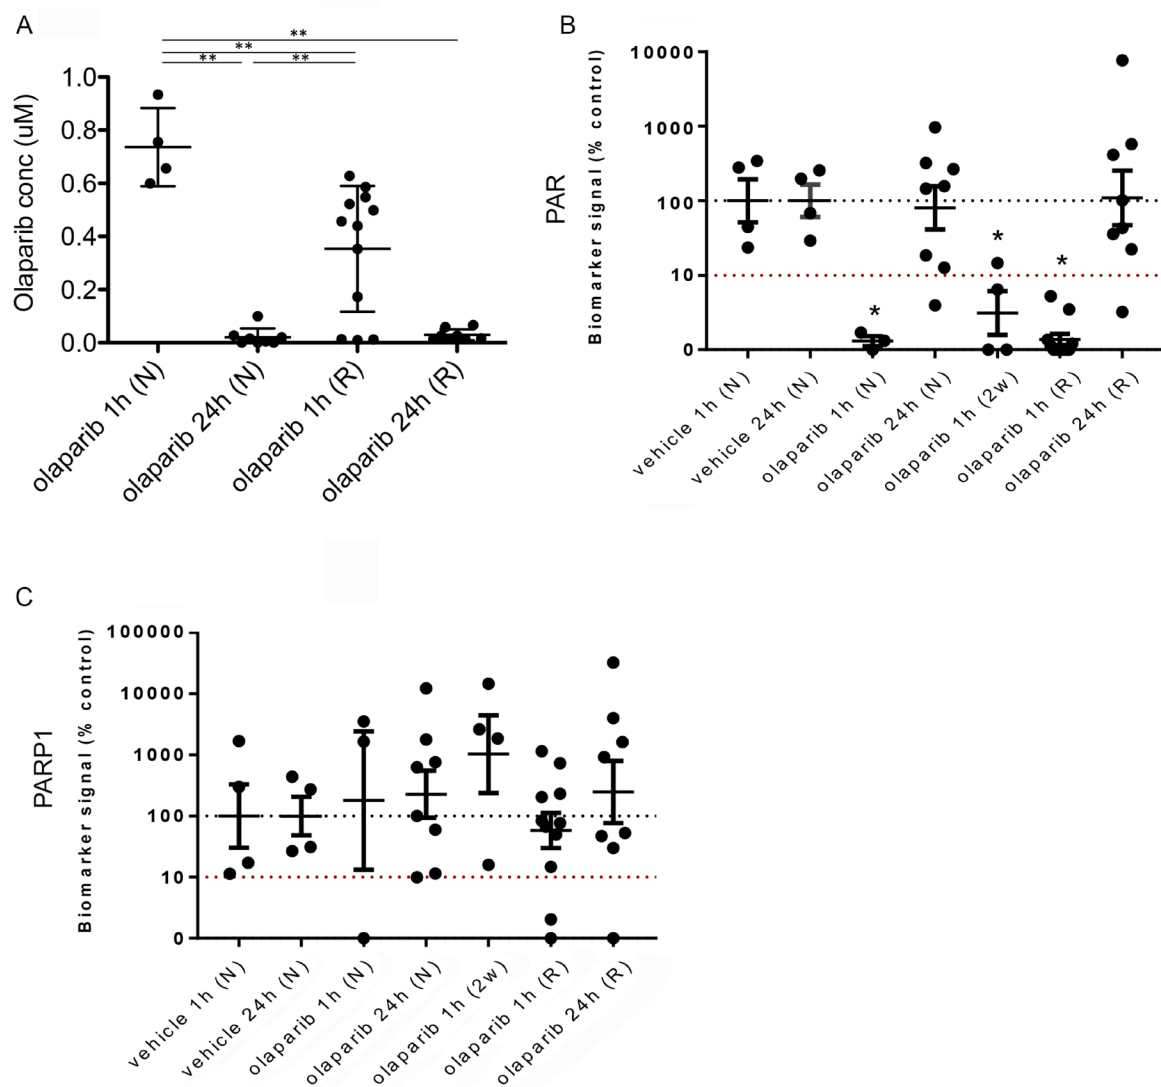 A
**
**
** **
Olaparib conc (uM)
1.0
0.8
0.6
0.4
0.2
0.0
olaparib 1h (N)
olaparib 24h (N)
olaparib 1h (R)
olaparib 24h (R)
B
PAR
Biomarker signal (% control)
10000
1000
100
10
0
*
*
*
vehicle 1h (N)
vehicle 24h (N)
olaparib 1h (N)
olaparib 24h (N)
olaparib 1h (2w)
olaparib 1h (R)
olaparib 24h (R)
C
PARP1
Biomarker signal (% control)
100000
10000
1000
100
10
0
vehicle 1h (N)
vehicle 24h (N)
olaparib 1h (N)
olaparib 24h (N)
olaparib 1h (2w)
olaparib 1h (R)
olaparib 24h (R)